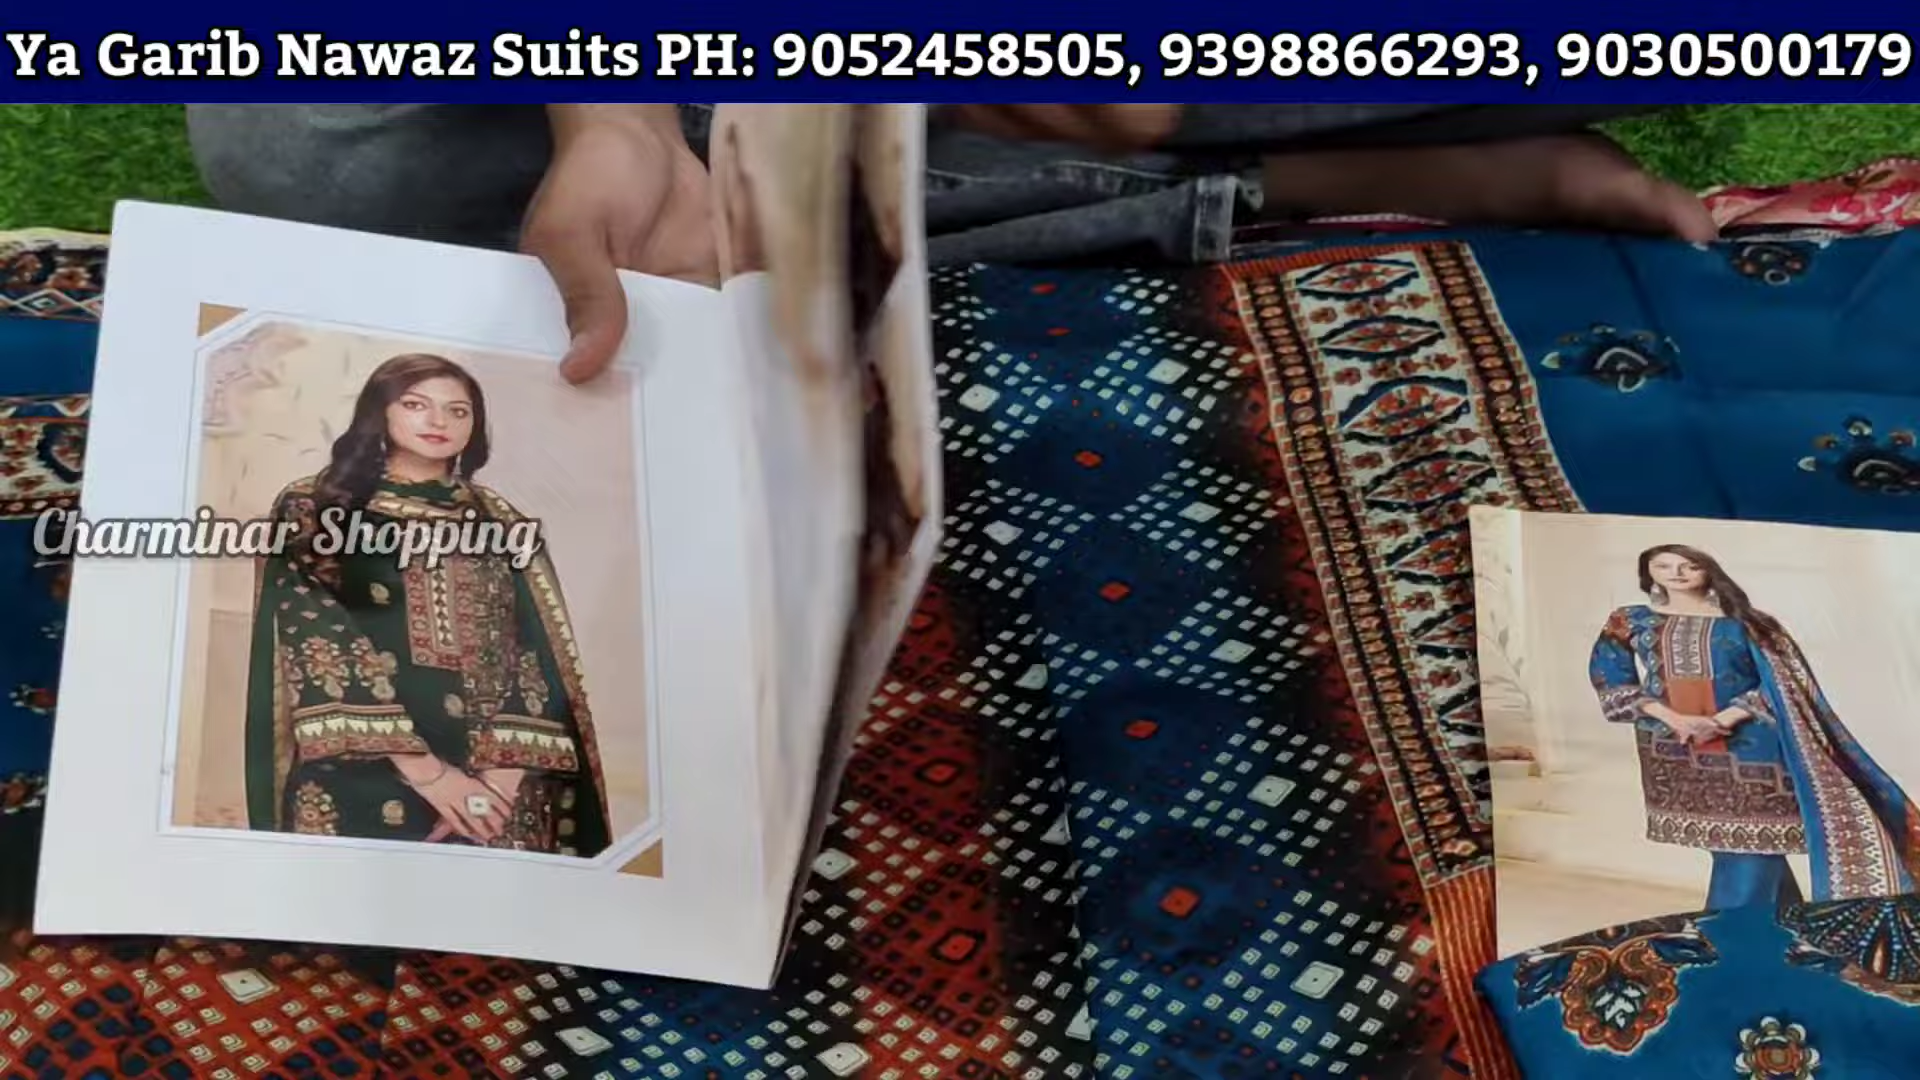 Ya Garib Nawaz Suits PH: 9052458505, 9398866293, 9030500179
Charminar Shopping